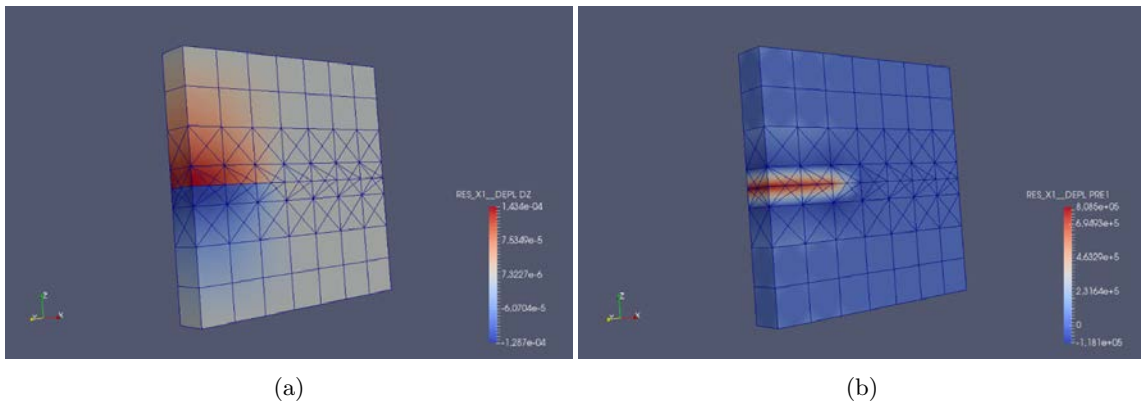 RES_X1__DEPL DZ
1,434e-04
7.5349e-5
7.3227e-6
-6.0704e-5
-1,287e-04
Z
Y
X
RES_X1__DEPL PRE1
8,085e+05
6.9493e+5
4.6329e+5
2.3164e+5
0
-1,181e+05
Z
Y
X
(a)
(b)